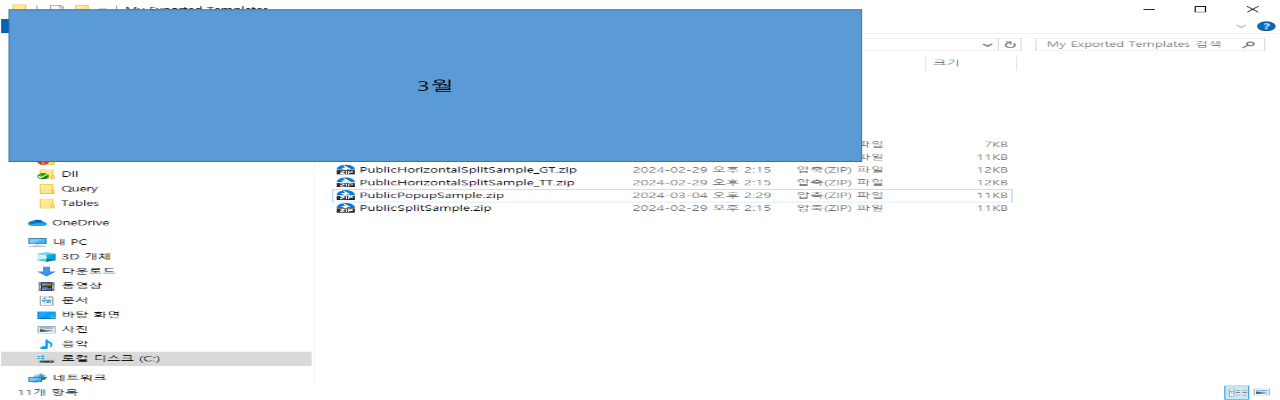 My Exported Templates
My Exported Templates 검색
크기
3월
파일 7KB
파일 11KB
PublicHorizontalSplitSample_GT.zip 2024-02-29 오후 2:15 압축(ZIP) 파일 12KB
PublicHorizontalSplitSample_TT.zip 2024-02-29 오후 2:15 압축(ZIP) 파일 12KB
PublicPopupSample.zip 2024-03-04 오후 2:29 압축(ZIP) 파일 11KB
PublicSplitSample.zip 2024-02-29 오후 2:15 압축(ZIP) 파일 11KB
Dll
Query
Tables
OneDrive
내 PC
3D 개체
다운로드
동영상
문서
바탕 화면
사진
음악
로컬 디스크 (C:)
네트워크
11개 항목